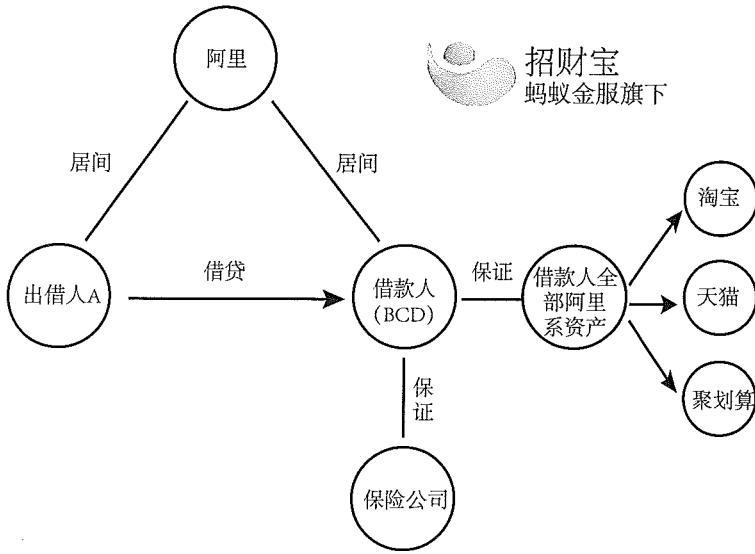 阿里
招财宝
蚂蚁金服旗下
居间
居间
淘宝
出借人A
借贷
借款人
（BCD）
保证
借款人全
部阿里
系资产
天猫
保
证
聚划算
保险公司